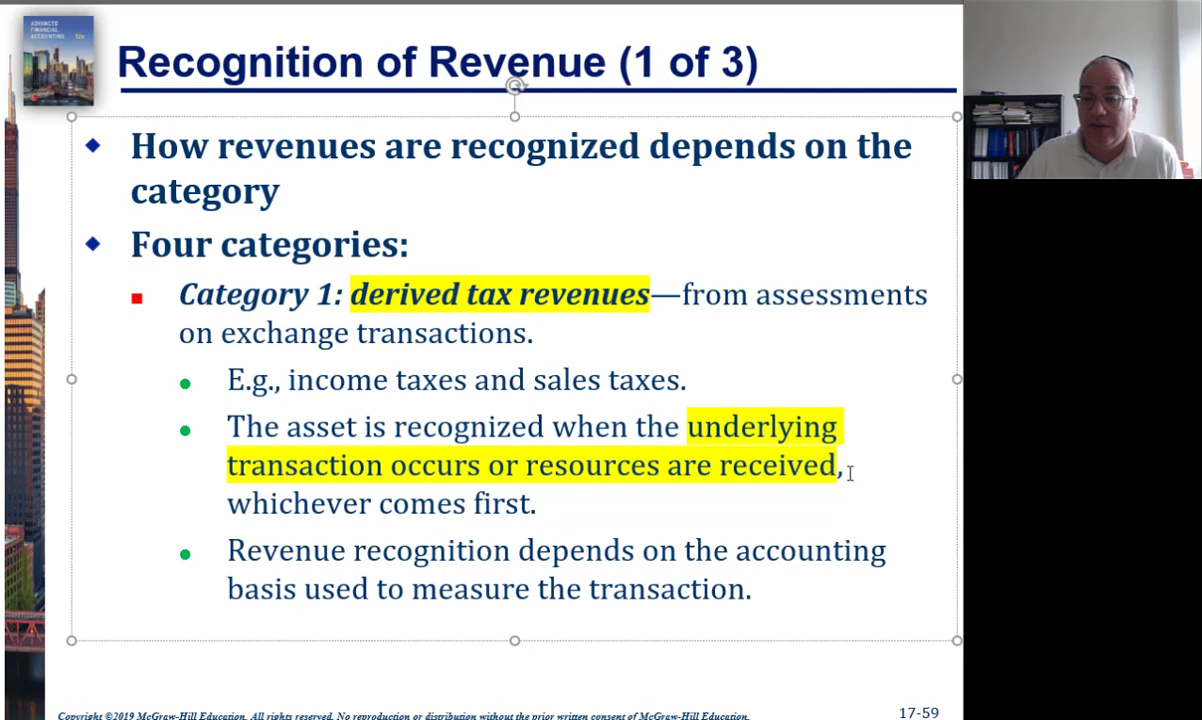 ADVANCED
FINANCIAL
ACCOUNTING
12e
Recognition of Revenue (1 of 3)
How revenues are recognized depends on the
category
Four categories:
Category 1: derived tax revenues—from assessments
on exchange transactions.
E.g., income taxes and sales taxes.
The asset is recognized when the underlying
transaction occurs or resources are received,
whichever comes first.
Revenue recognition depends on the accounting
basis used to measure the transaction.
Copyright ©2019 McGraw-Hill Education. All rights reserved. No reproduction or distribution without the prior written consent of McGraw-Hill Education.
17-59